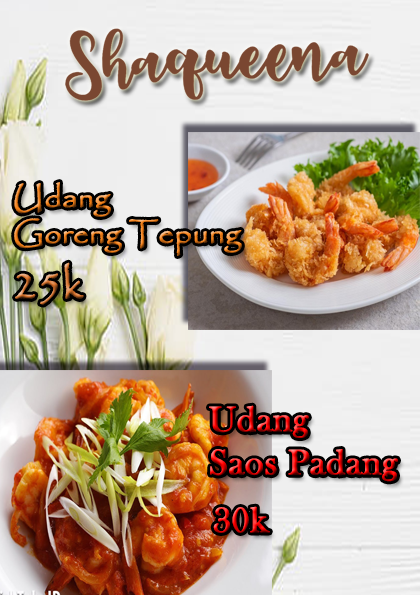 Shaqueena
Udang
Goreng Tepung
25k
Udang
Saos Padang
30k